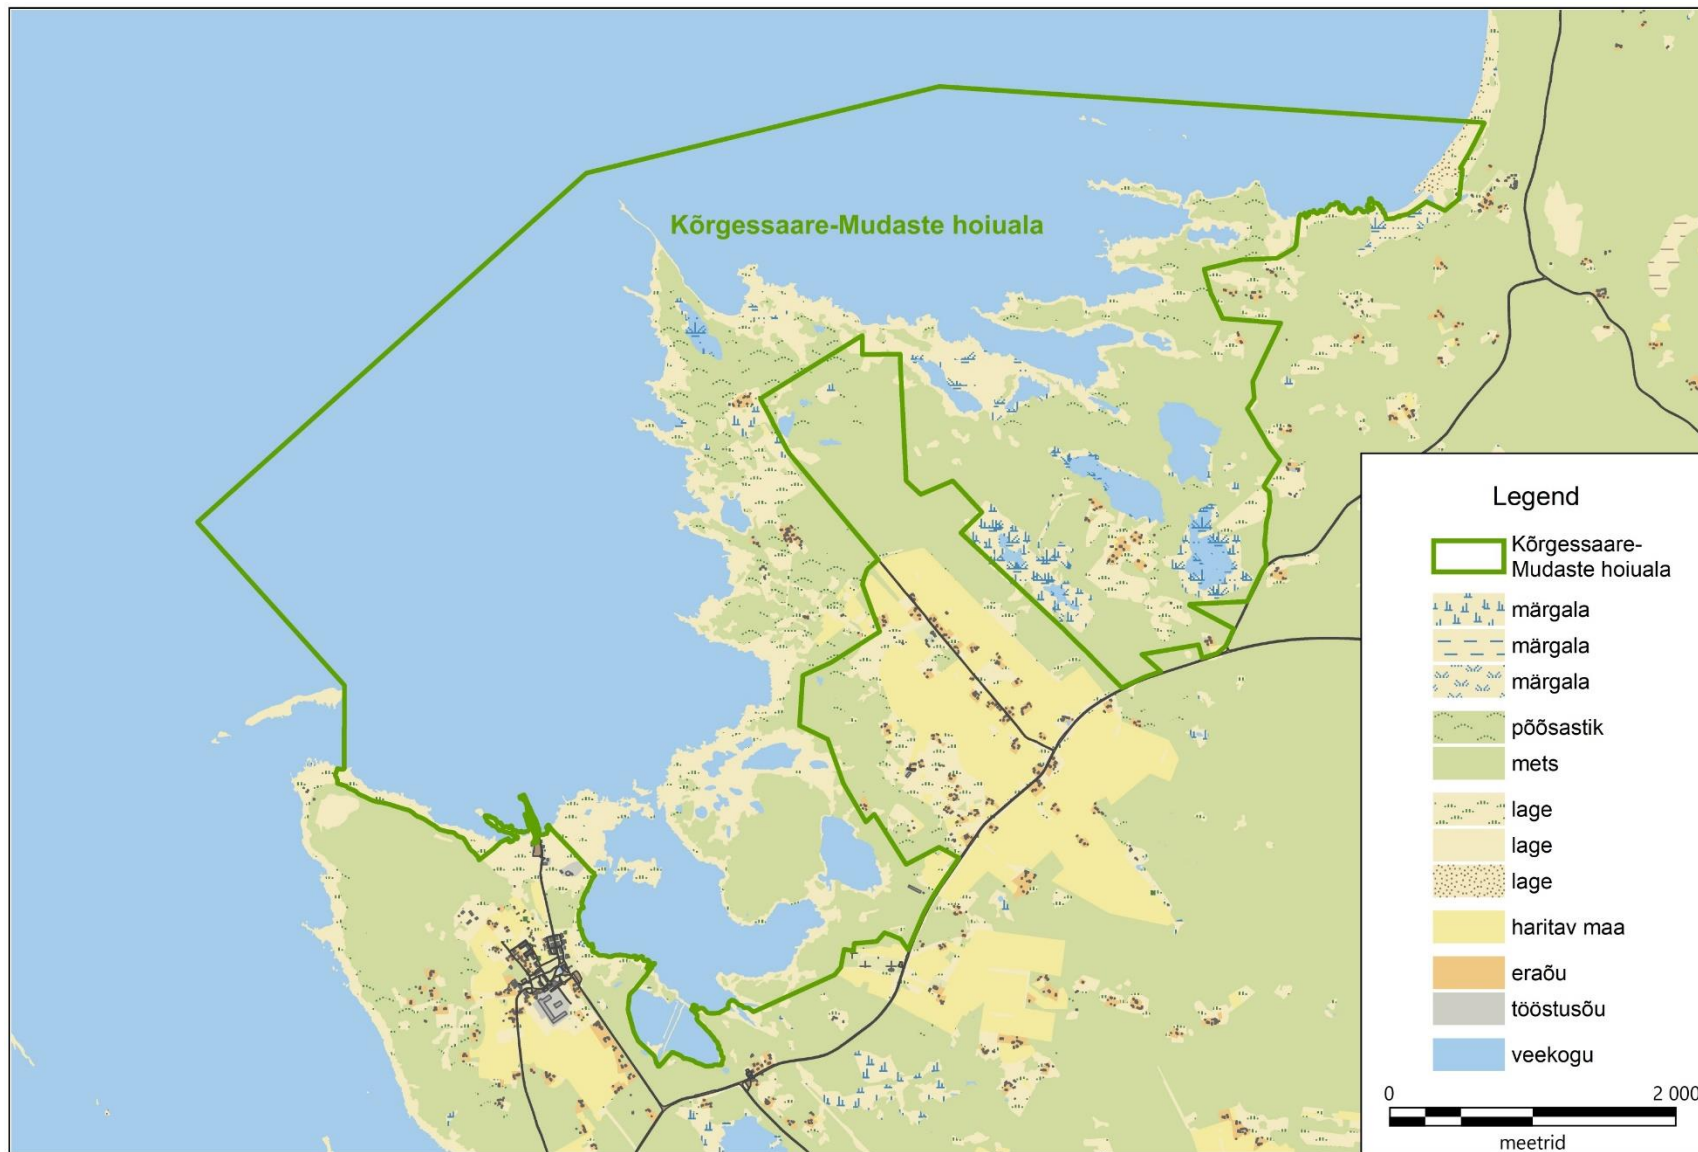 Kõrgessaare-Mudaste hoiuala
Legend
Kõrgessaare-
Mudaste hoiuala
märgala
märgala
märgala
põõsastik
mets
lage
lage
lage
haritav maa
eraõu
tööstusõu
veekogu
0 2 000
meetrid